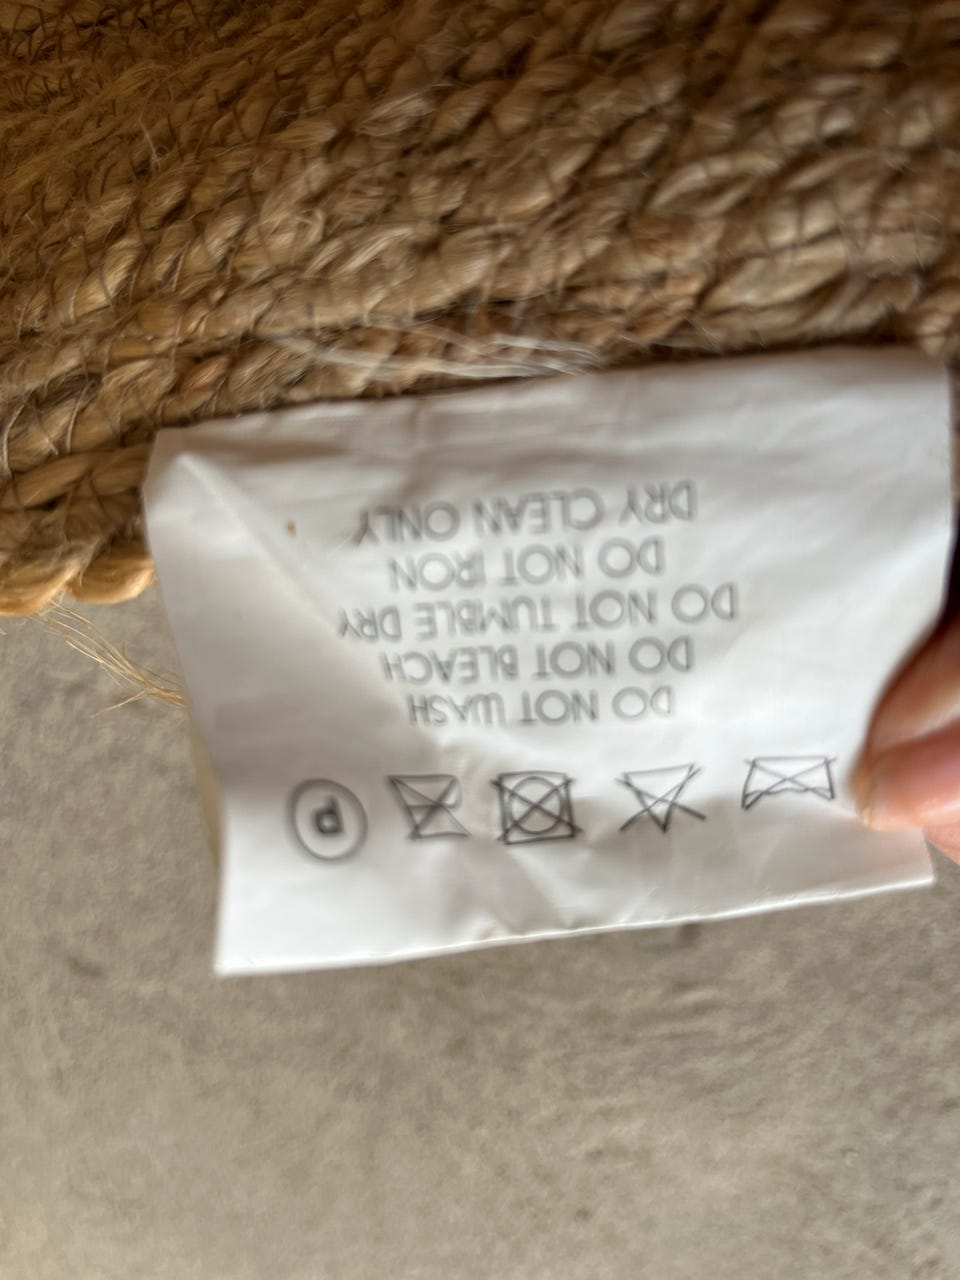 P
DO NOT WASH
DO NOT BLEACH
DO NOT TUMBLE DRY
DO NOT IRON
DRY CLEAN ONLY